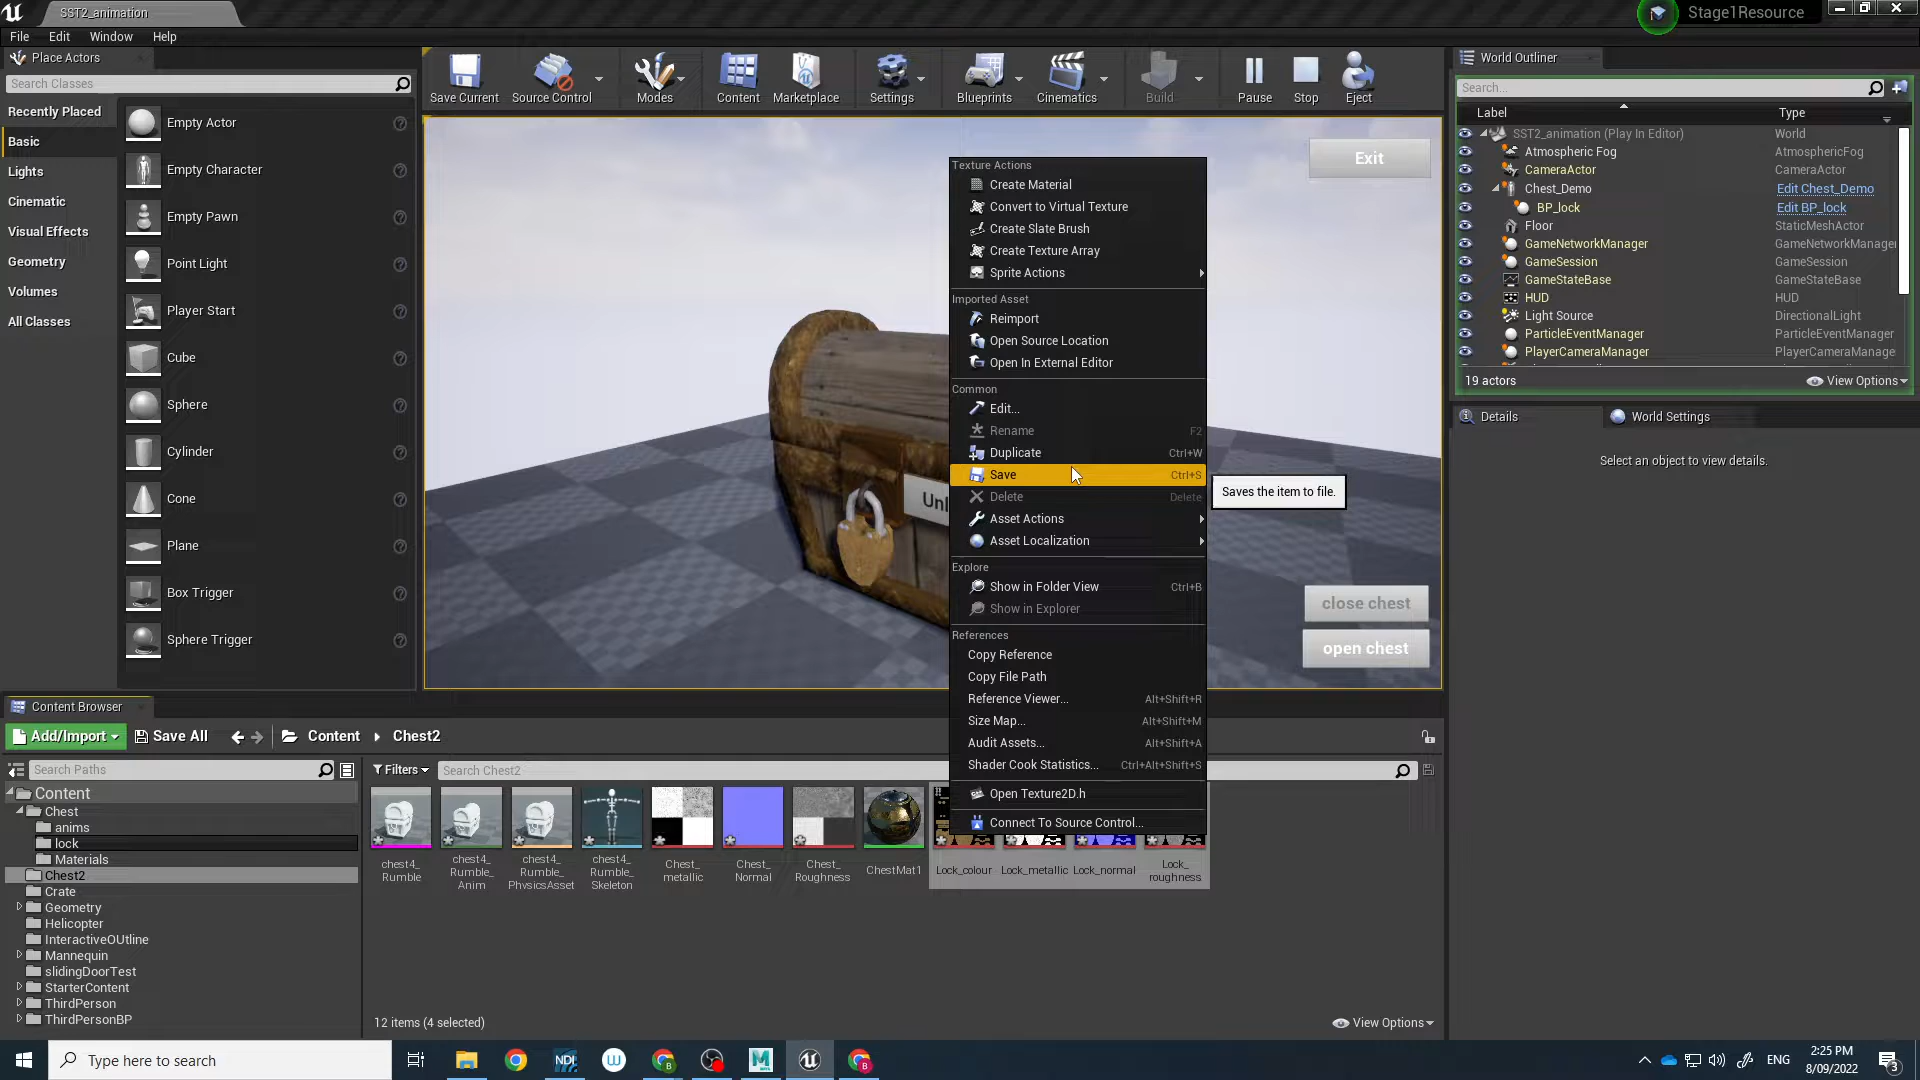 SST2_animation
Stage1Resource
File Edit Window Help
Place Actors
Search Classes
Recently Placed
Basic
Lights
Cinematic
Visual Effects
Geometry
Volumes
All Classes
Empty Actor
Empty Character
Empty Pawn
Point Light
Player Start
Cube
Sphere
Cylinder
Cone
Plane
Box Trigger
Sphere Trigger
Save Current
Source Control
Modes
Content
Marketplace
Settings
Blueprints
Cinematics
Build
Pause
Stop
Eject
Exit
Unl
close chest
open chest
Texture Actions
Create Material
Convert to Virtual Texture
Create Slate Brush
Create Texture Array
Sprite Actions
Imported Asset
Reimport
Open Source Location
Open In External Editor
Common
Edit...
Rename F2
Duplicate Ctrl+W
Save Ctrl+S
Delete Delete
Asset Actions
Asset Localization
Explore
Show in Folder View Ctrl+B
Show in Explorer
References
Copy Reference
Copy File Path
Reference Viewer... Alt+Shift+R
Size Map... Alt+Shift+M
Audit Assets... Alt+Shift+A
Shader Cook Statistics... Ctrl+Alt+Shift+S
Open Texture2D.h
Connect To Source Control...
Saves the item to file.
World Outliner
Search...
Label Type
SST2_animation (Play In Editor) World
Atmospheric Fog AtmosphericFog
CameraActor CameraActor
Chest_Demo Edit Chest_Demo
BP_lock Edit BP_lock
Floor StaticMeshActor
GameNetworkManager GameNetworkManager
GameSession GameSession
GameStateBase GameStateBase
HUD HUD
Light Source DirectionalLight
ParticleEventManager ParticleEventManager
PlayerCameraManager PlayerCameraManage
19 actors View Options
Details World Settings
Select an object to view details.
Content Browser
Add/Import Save All Content Chest2
Search Paths
Filters Search Chest2
Content
Chest
anims
lock
Materials
Chest2
Crate
Geometry
Helicopter
InteractiveOUtline
Mannequin
slidingDoorTest
StarterContent
ThirdPerson
ThirdPersonBP
chest4_
Rumble
chest4_
Rumble_
Anim
chest4_
Rumble_
PhysicsAsset
chest4_
Rumble_
Skeleton
Chest_
metallic
Chest_
Normal
Chest_
Roughness
ChestMat1
Lock_colour
Lock_metallic
Lock_normal
Lock_
roughness
12 items (4 selected)
View Options
Type here to search
NDI
ENG
2:25 PM
8/09/2022
3